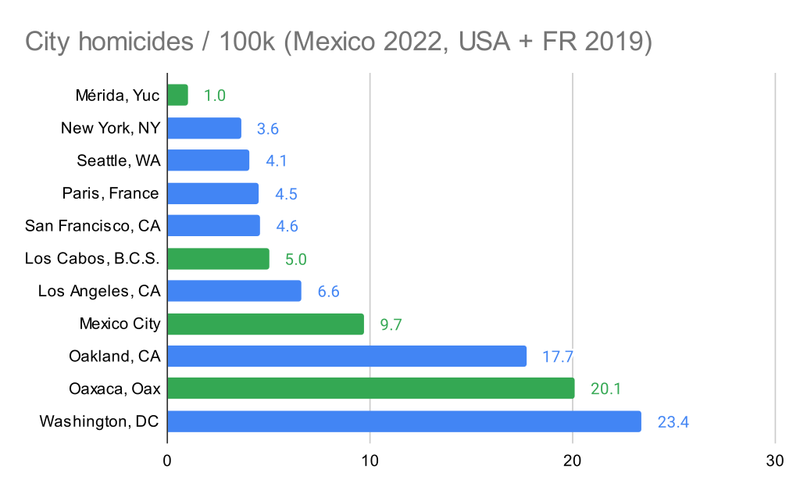 City homicides / 100k (Mexico 2022, USA + FR 2019)
Mérida, Yuc 1.0
New York, NY 3.6
Seattle, WA 4.1
Paris, France 4.5
San Francisco, CA 4.6
Los Cabos, B.C.S. 5.0
Los Angeles, CA 6.6
Mexico City 9.7
Oakland, CA 17.7
Oaxaca, Oax 20.1
Washington, DC 23.4
0 10 20 30